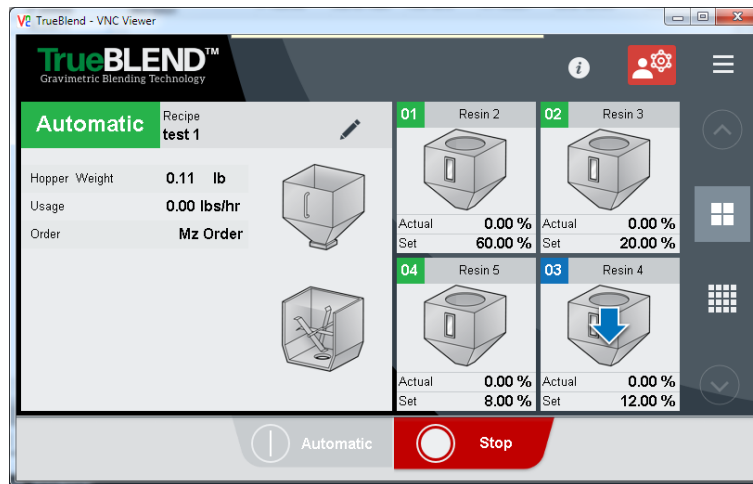 TrueBlend - VNC Viewer
TrueBLEND™
Gravimetric Blending Technology
Automatic
Recipe
test 1
Hopper Weight 0.11 lb
Usage 0.00 lbs/hr
Order Mz Order
01 Resin 2
Actual 0.00 %
Set 60.00 %
02 Resin 3
Actual 0.00 %
Set 20.00 %
04 Resin 5
Actual 0.00 %
Set 8.00 %
03 Resin 4
Actual 0.00 %
Set 12.00 %
Automatic
Stop